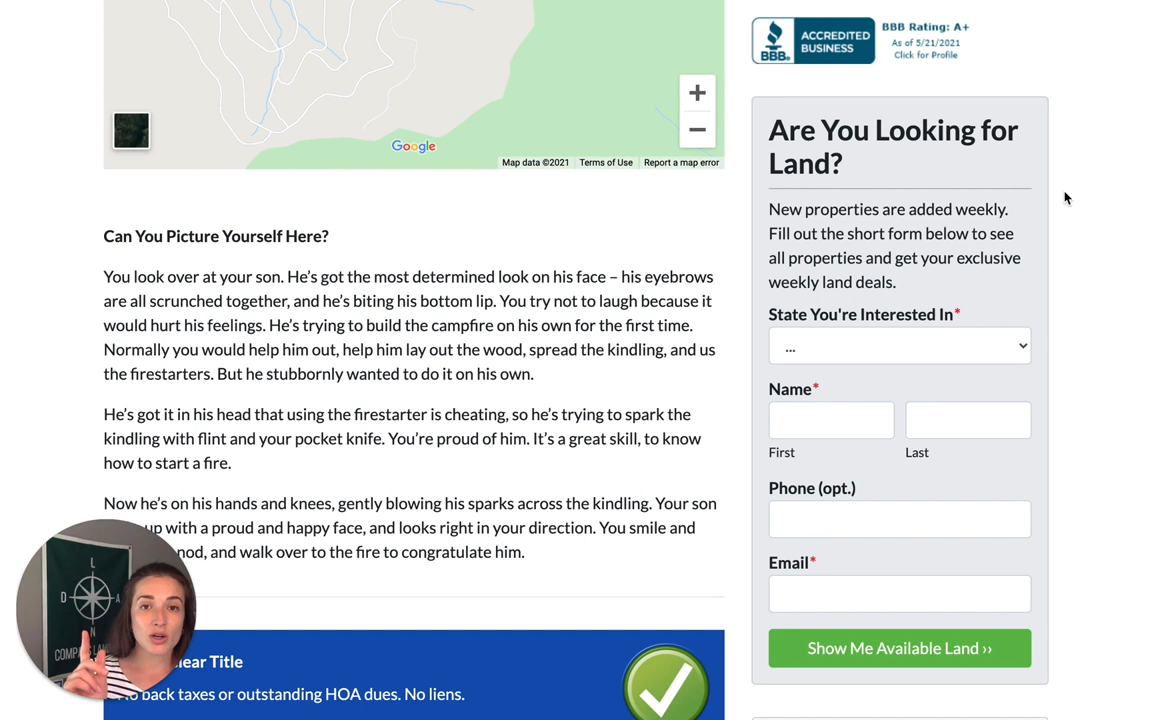 Google
Map data ©2021 Terms of Use Report a map error
Can You Picture Yourself Here?
You look over at your son. He's got the most determined look on his face – his eyebrows
are all scrunched together, and he's biting his bottom lip. You try not to laugh because it
would hurt his feelings. He's trying to build the campfire on his own for the first time.
Normally you would help him out, help him lay out the wood, spread the kindling, and us
the firestarters. But he stubbornly wanted to do it on his own.
He's got it in his head that using the firestarter is cheating, so he's trying to spark the
kindling with flint and your pocket knife. You're proud of him. It's a great skill, to know
how to start a fire.
Now he's on his hands and knees, gently blowing his sparks across the kindling. Your son
up with a proud and happy face, and looks right in your direction. You smile and
nod, and walk over to the fire to congratulate him.
L
D A
N
lear Title
back taxes or outstanding HOA dues. No liens.
BBB.
ACCREDITED
BUSINESS
BBB Rating: A+
As of 5/21/2021
Click for Profile
Are You Looking for
Land?
New properties are added weekly.
Fill out the short form below to see
all properties and get your exclusive
weekly land deals.
State You're Interested In*
...
Name*
First Last
Phone (opt.)
Email*
Show Me Available Land ››